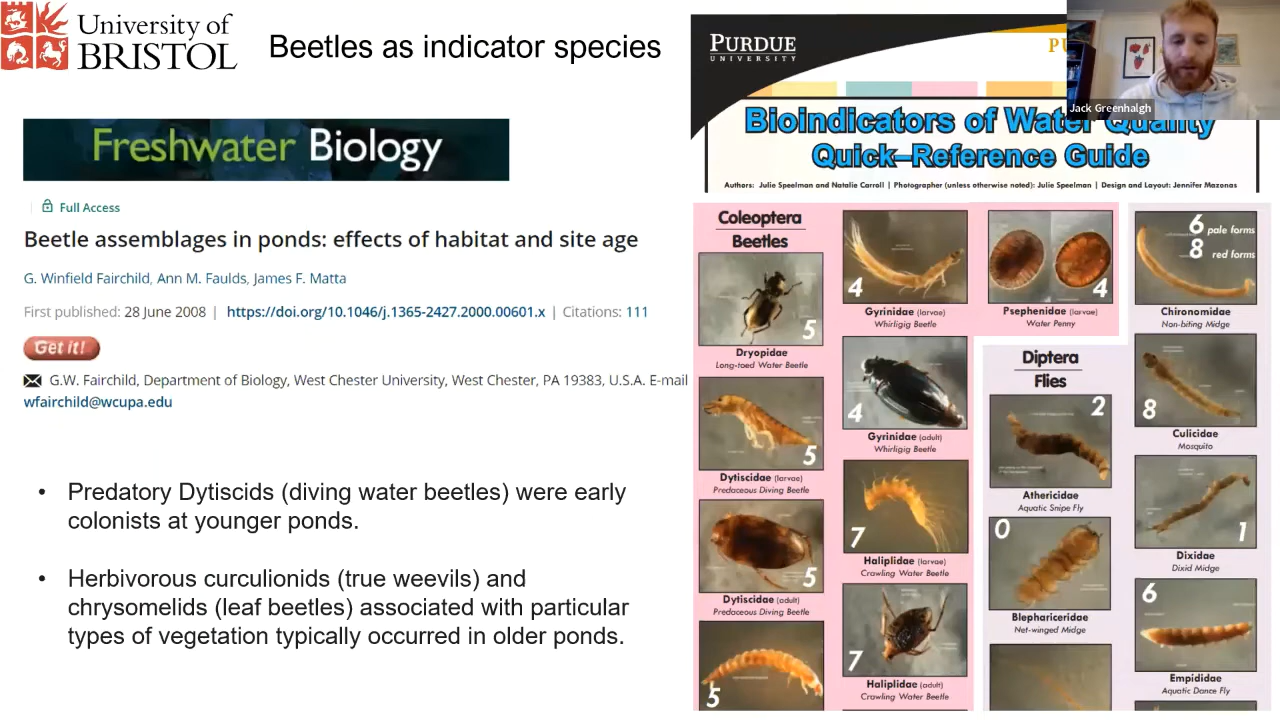 University of
BRISTOL
Beetles as indicator species
Freshwater Biology
Full Access
Beetle assemblages in ponds: effects of habitat and site age
G. Winfield Fairchild, Ann M. Faulds, James F. Matta
First published: 28 June 2008 | https://doi.org/10.1046/j.1365-2427.2000.00601.x | Citations: 111
Get it!
G.W. Fairchild, Department of Biology, West Chester University, West Chester, PA 19383, U.S.A. E-mail
wfairchild@wcupa.edu
• Predatory Dytiscids (diving water beetles) were early
colonists at younger ponds.
• Herbivorous curculionids (true weevils) and
chrysomelids (leaf beetles) associated with particular
types of vegetation typically occurred in older ponds.
PURDUE
UNIVERSITY
PU
Jack Greenhalgh
Bioindicators of Water Quality
Quick–Reference Guide
Authors: Julie Speelman and Natalie Carroll | Photographer (unless otherwise noted): Julie Speelman | Design and Layout: Jennifer Mazonas
Coleoptera
Beetles
5
Dryopidae
Long-toed Water Beetle
5
Dytiscidae (larvae)
Predaceous Diving Beetle
5
Dytiscidae (adult)
Predaceous Diving Beetle
5
4
Gyrinidae (larvae)
Whirligig Beetle
4
Gyrinidae (adult)
Whirligig Beetle
7
Haliplidae (larvae)
Crawling Water Beetle
7
Haliplidae (adult)
Crawling Water Beetle
4
Psephenidae (larvae)
Water Penny
Diptera
Flies
2
Athericidae
Aquatic Snipe Fly
0
Blephariceridae
Net-winged Midge
6 pale forms
8 red forms
Chironomidae
Non-biting Midge
8
Culicidae
Mosquito
1
Dixidae
Dixid Midge
6
Empididae
Aquatic Dance Fly